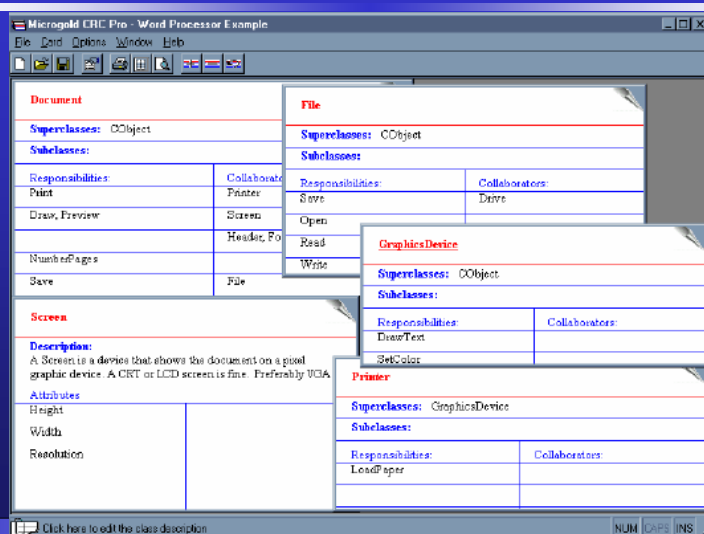 Microgold CRC Pro - Word Processor Example
File Card Options Window Help
Document
Superclasses: CObject
Subclasses:
Responsibilities:
Print Printer
Draw, Preview Screen
Header,
NumberPages
Save File
File
Superclasses: CObject
Subclasses:
Responsibilities: Collaborators:
Save Drive
Open
Read
Write
GraphicsDevice
Superclasses: CObject
Subclasses:
Responsibilities: Collaborators:
DrawText
SetColor
Screen
Description:
A Screen is a device that shows the document on a pixel
graphic device. A CRT or LCD screen is fine. Preferably VGA
Attributes
Height
Width
Resolution
Printer
Superclasses: GraphicsDevice
Subclasses:
Responsibilities: Collaborators:
LoadPaper
Click here to edit the class description
NUM CAPS INS